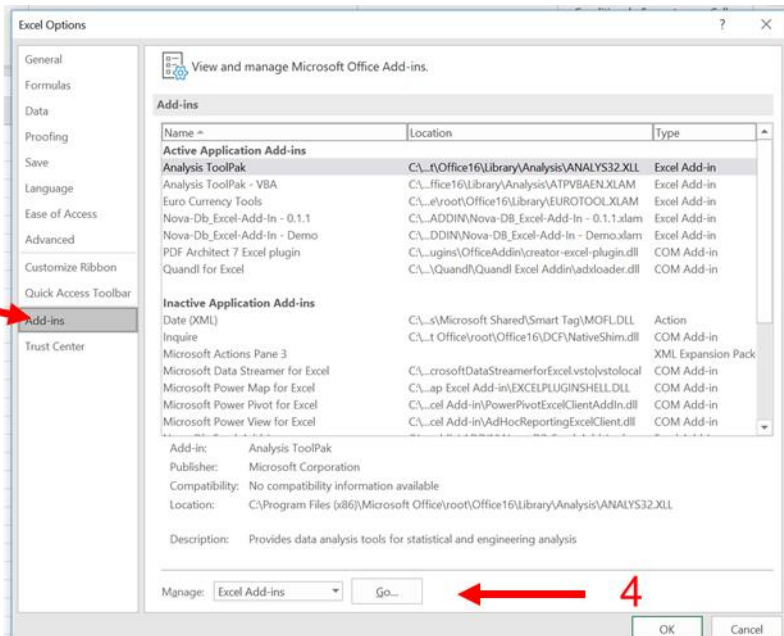 Excel Options
?
General
Formulas
Data
Proofing
Save
Language
Ease of Access
Advanced
Customize Ribbon
Quick Access Toolbar
Add-ins
Trust Center
View and manage Microsoft Office Add-ins.
Add-ins
Name Location Type
Active Application Add-ins
Analysis ToolPak C:\...t\Office16\Library\Analysis\ANALYS32.XLL Excel Add-in
Analysis ToolPak - VBA C:\...ffice16\Library\Analysis\ATPVBAEN.XLAM Excel Add-in
Euro Currency Tools C:\...e\root\Office16\Library\EUROTOOL.XLAM Excel Add-in
Nova-Db_Excel-Add-In - 0.1.1 C:\...ADDIN\Nova-DB_Excel-Add-In - 0.1.1.xlam Excel Add-in
Nova-Db_Excel-Add-In - Demo C:\...DDIN\Nova-DB_Excel-Add-In - Demo.xlam Excel Add-in
PDF Architect 7 Excel plugin C:\...ugins\OfficeAddin\creator-excel-plugin.dll COM Add-in
Quandl for Excel C:\...\Quandl\Quandl Excel Addin\adxloader.dll COM Add-in
Inactive Application Add-ins
Date (XML) C:\...s\Microsoft Shared\Smart Tag\MOFL.DLL Action
Inquire C:\...t Office\root\Office16\DCF\NativeShim.dll COM Add-in
Microsoft Actions Pane 3 XML Expansion Pack
Microsoft Data Streamer for Excel C:\...crosoftDataStreamerforExcel.vsto|vstolocal COM Add-in
Microsoft Power Map for Excel C:\...ap Excel Add-in\EXCELPLUGINSHELL.DLL COM Add-in
Microsoft Power Pivot for Excel C:\...cel Add-in\PowerPivotExcelClientAddIn.dll COM Add-in
Microsoft Power View for Excel C:\...cel Add-in\AdHocReportingExcelClient.dll COM Add-in
Add-in: Analysis ToolPak
Publisher: Microsoft Corporation
Compatibility: No compatibility information available
Location: C:\Program Files (x86)\Microsoft Office\root\Office16\Library\Analysis\ANALYS32.XLL
Description: Provides data analysis tools for statistical and engineering analysis
Manage: Excel Add-ins Go... 4
OK Cancel